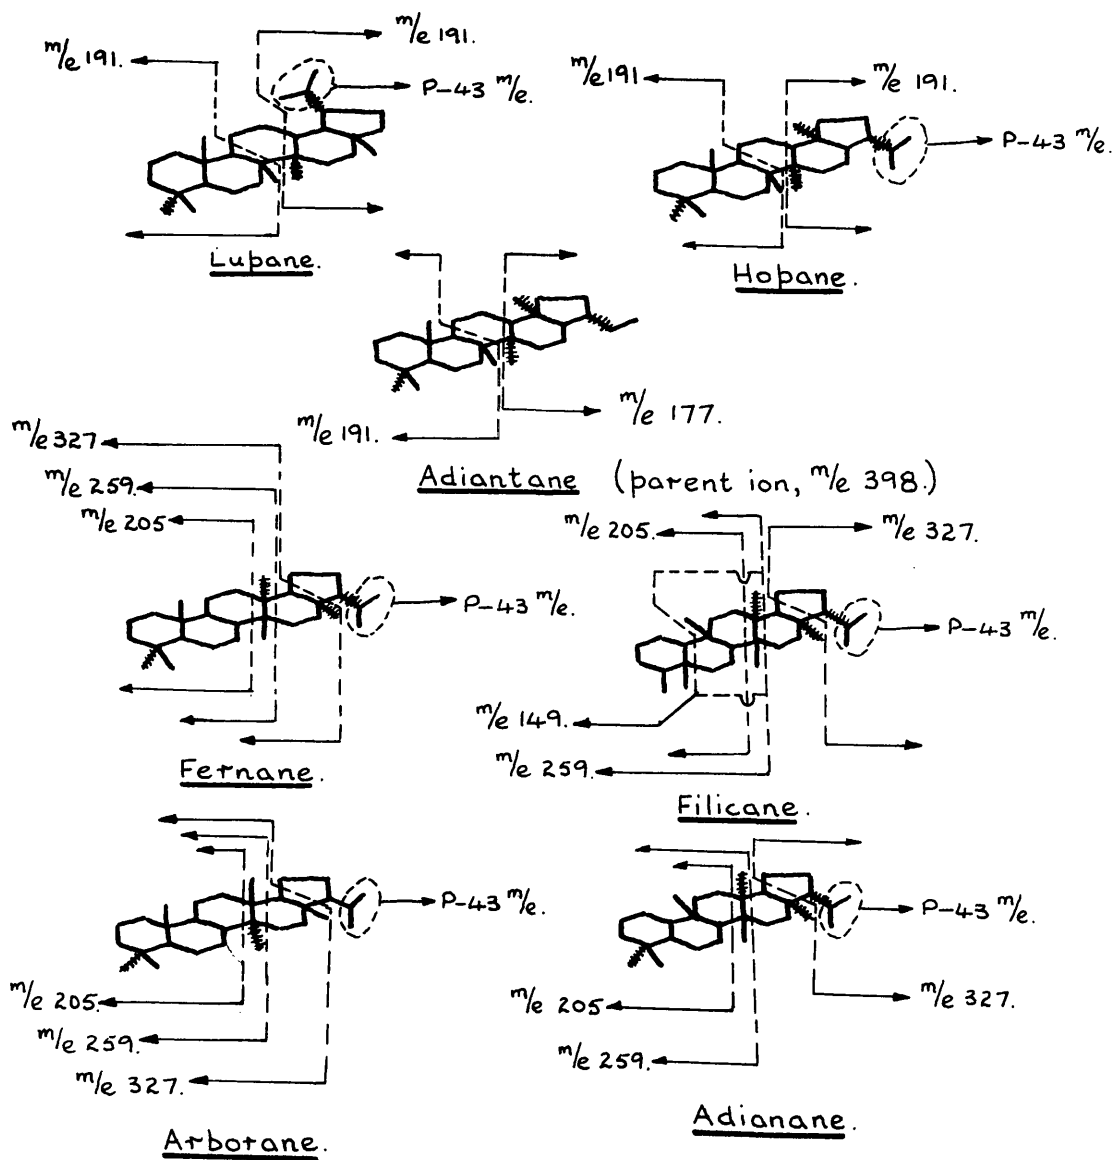 m/e 191.
m/e 191.
P-43 m/e.
Lupane.
m/e 191
m/e 191.
P-43 m/e.
Hopane.
m/e 191.
m/e 177.
Adiantane (parent ion, m/e 398.)
m/e 327
m/e 259.
m/e 205
P-43 m/e.
Fernane.
m/e 205.
m/e 327.
P-43 m/e.
m/e 149.
m/e 259.
Filicane.
P-43 m/e.
m/e 205.
m/e 259.
m/e 327.
Arborane.
P-43 m/e.
m/e 205
m/e 327.
m/e 259.
Adianane.